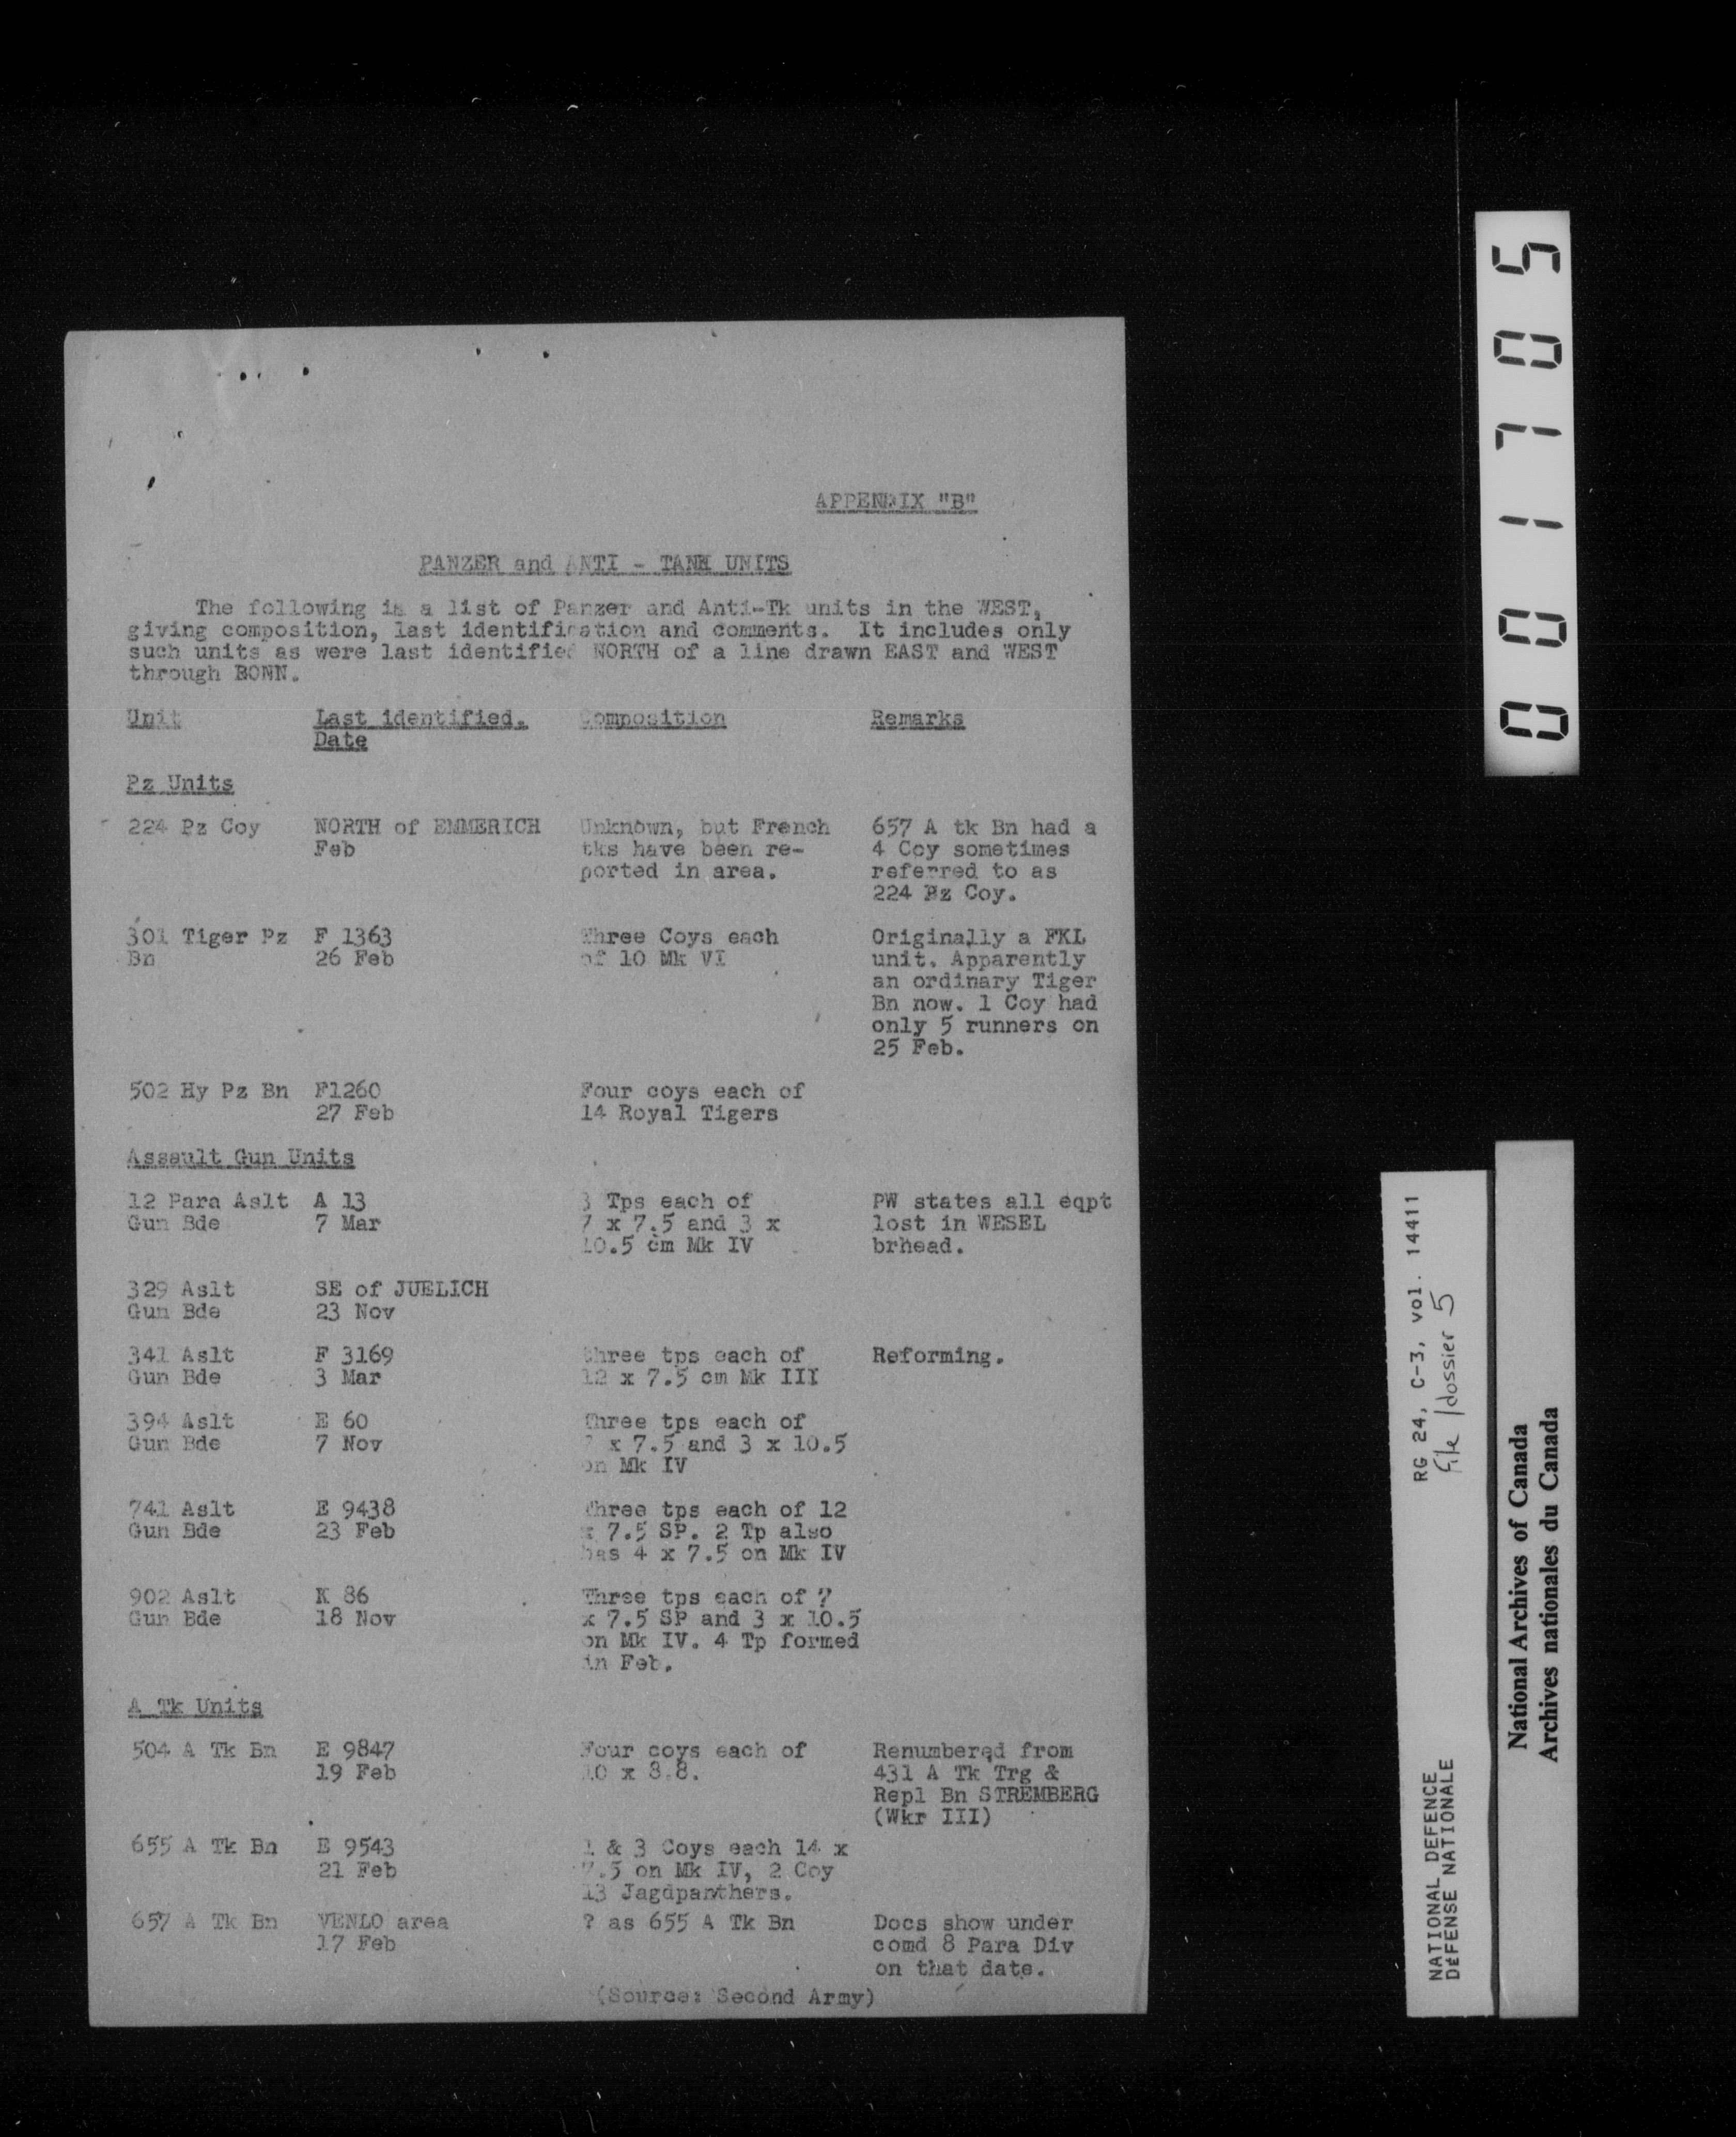 APPENDIX "B"
PANZER and ANTI - TANK UNITS
The following is a list of Panzer and Anti-Tk units in the WEST,
giving composition, last identification and comments. It includes only
such units as were last identified NORTH of a line drawn EAST and WEST
through BONN.
Unit Last identified. Composition Remarks
Date
Pz Units
224 Pz Coy NORTH of EMMERICH Unknown, but French 657 A tk Bn had a
Feb tks have been re- 4 Coy sometimes
ported in area. referred to as
224 Pz Coy.
301 Tiger Pz F 1363 Three Coys each Originally a FKL
Bn 26 Feb of 10 Mk VI unit. Apparently
an ordinary Tiger
Bn now. 1 Coy had
only 5 runners on
25 Feb.
502 Hy Pz Bn F1260 Four coys each of
27 Feb 14 Royal Tigers
Assault Gun Units
12 Para Aslt A 13 3 Tps each of PW states all eqpt
Gun Bde 7 Mar 7 x 7.5 and 3 x lost in WESEL
10.5 cm Mk IV brhead.
329 Aslt SE of JUELICH
Gun Bde 23 Nov
341 Aslt F 3169 three tps each of Reforming.
Gun Bde 3 Mar 12 x 7.5 cm Mk III
394 Aslt E 60 Three tps each of
Gun Bde 7 Nov x 7.5 and 3 x 10.5
on Mk IV
741 Aslt E 9438 Three tps each of 12
Gun Bde 23 Feb x 7.5 SP. 2 Tp also
has 4 x 7.5 on Mk IV
902 Aslt K 86 Three tps each of 7
Gun Bde 18 Nov x 7.5 SP and 3 x 10.5
on Mk IV. 4 Tp formed
in Feb.
A Tk Units
504 A Tk Bn E 9847 Four coys each of Renumbered from
19 Feb 10 x 8.8. 431 A Tk Trg &
Repl Bn STREMBERG
(Wkr III)
655 A Tk Bn E 9543 1 & 3 Coys each 14 x
21 Feb 7.5 on Mk IV, 2 Coy
13 Jagdpanthers.
657 A Tk Bn VENLO area ? as 655 A Tk Bn Docs show under
17 Feb comd 8 Para Div
on that date.
(Source: Second Army)
001705
NATIONAL DEFENCE RG 24, C-3, vol. 14411
DÉFENSE NATIONALE File/dossier 5
National Archives of Canada
Archives nationales du Canada